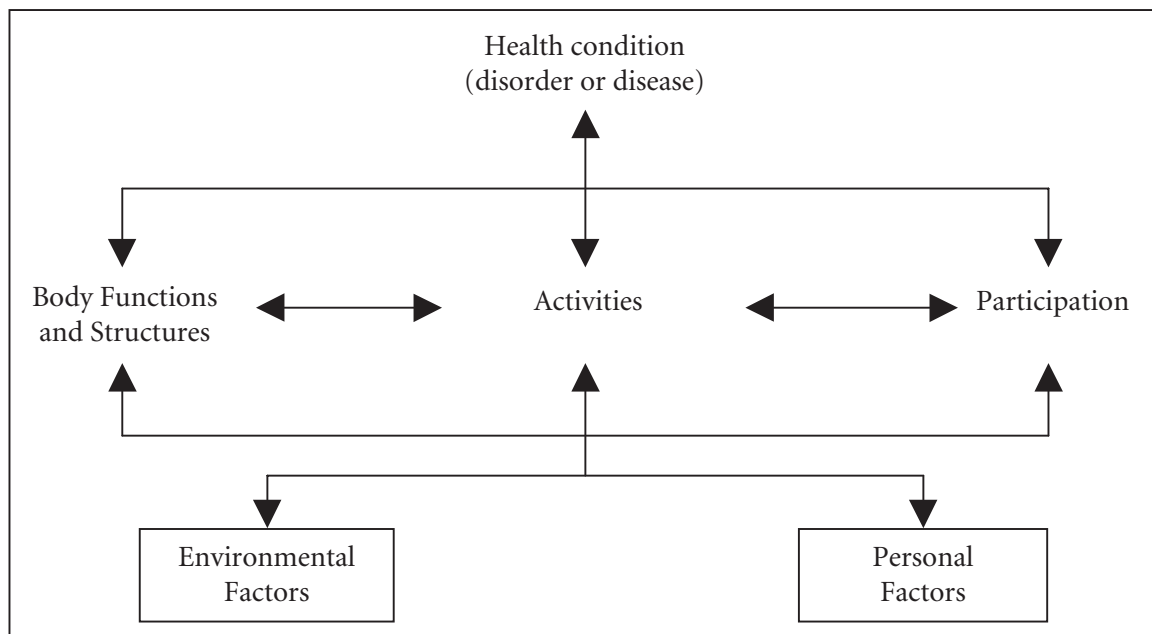 Health condition
(disorder or disease)
Body Functions
and Structures
Activities
Participation
Environmental
Factors
Personal
Factors